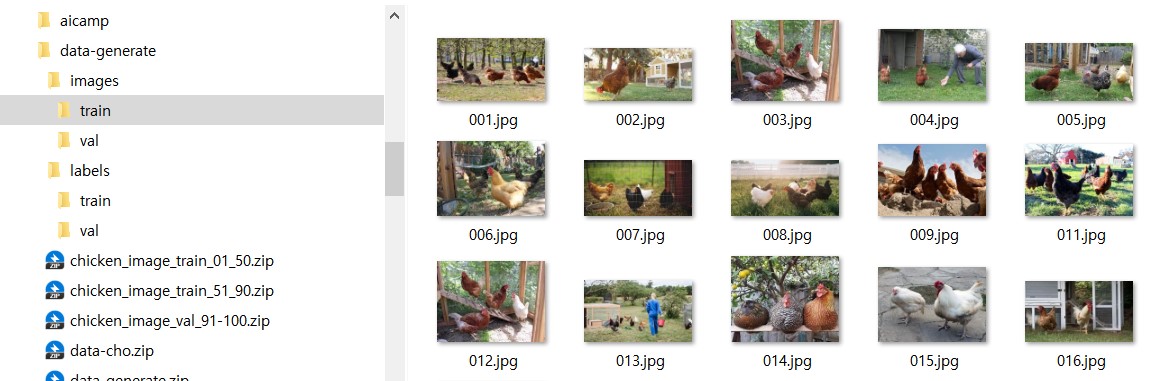 aicamp
data-generate
images
train
val
labels
train
val
chicken_image_train_01_50.zip
chicken_image_train_51_90.zip
chicken_image_val_91-100.zip
data-cho.zip
data-generate.zip
001.jpg 002.jpg 003.jpg 004.jpg 005.jpg
006.jpg 007.jpg 008.jpg 009.jpg 011.jpg
012.jpg 013.jpg 014.jpg 015.jpg 016.jpg